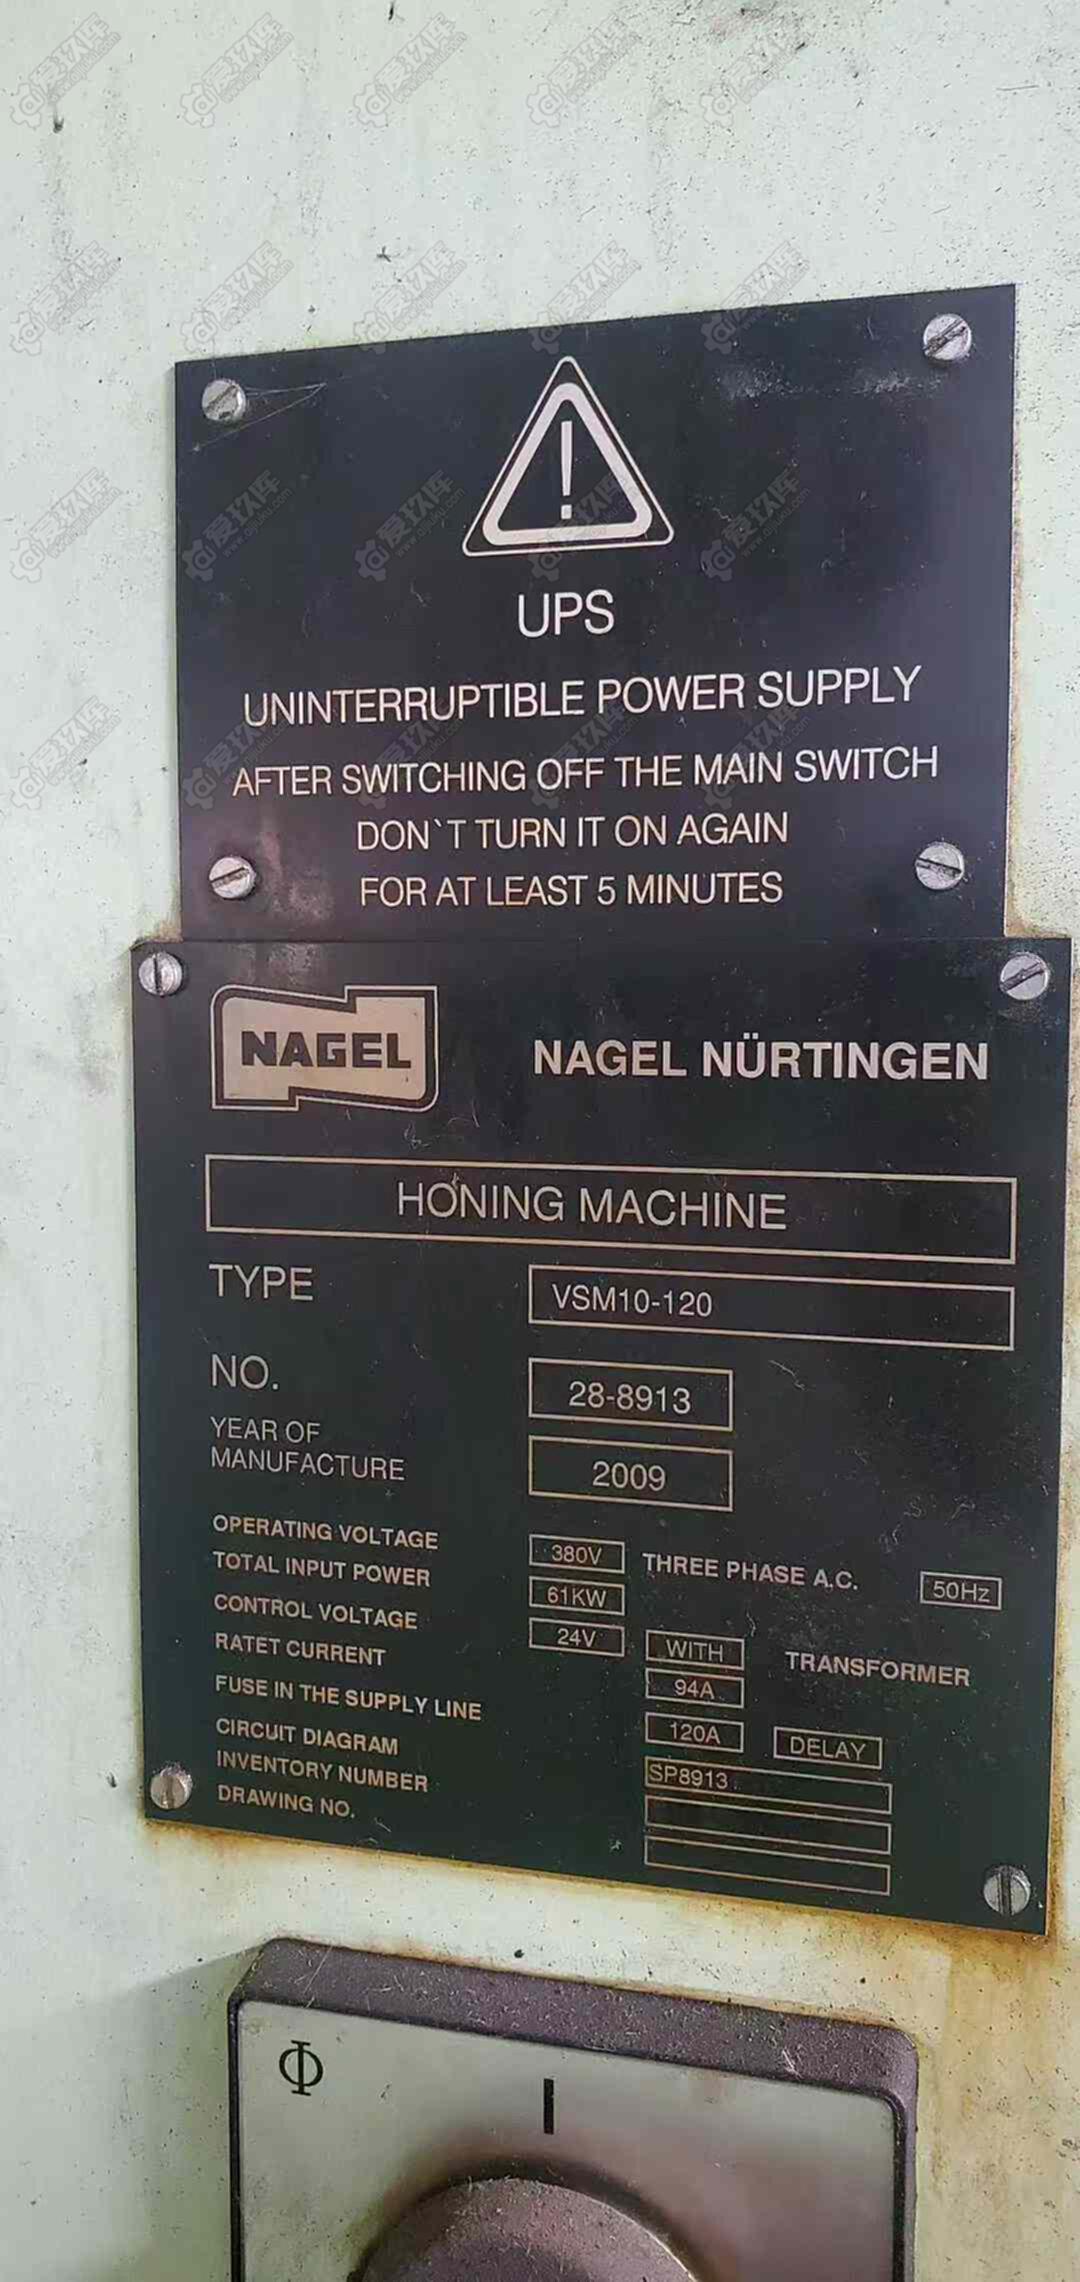 UPS
UNINTERRUPTIBLE POWER SUPPLY
AFTER SWITCHING OFF THE MAIN SWITCH
DON`T TURN IT ON AGAIN
FOR AT LEAST 5 MINUTES
NAGEL NAGEL NÜRTINGEN
HONING MACHINE
TYPE VSM10-120
NO. 28-8913
YEAR OF
MANUFACTURE 2009
OPERATING VOLTAGE 380V THREE PHASE A.C. 50Hz
TOTAL INPUT POWER 61KW
CONTROL VOLTAGE 24V WITH TRANSFORMER
RATET CURRENT 94A
FUSE IN THE SUPPLY LINE 120A DELAY
CIRCUIT DIAGRAM SP8913
INVENTORY NUMBER
DRAWING NO.
Φ I